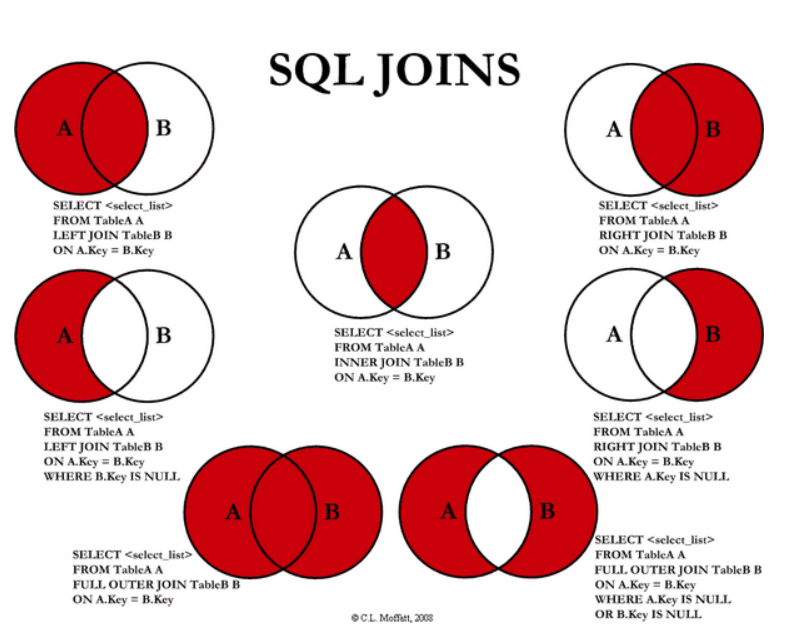 SQL JOINS
A B
SELECT <select_list>
FROM TableA A
LEFT JOIN TableB B
ON A.Key = B.Key
A B
SELECT <select_list>
FROM TableA A
RIGHT JOIN TableB B
ON A.Key = B.Key
A B
SELECT <select_list>
FROM TableA A
INNER JOIN TableB B
ON A.Key = B.Key
A B
SELECT <select_list>
FROM TableA A
LEFT JOIN TableB B
ON A.Key = B.Key
WHERE B.Key IS NULL
A B
SELECT <select_list>
FROM TableA A
RIGHT JOIN TableB B
ON A.Key = B.Key
WHERE A.Key IS NULL
A B
SELECT <select_list>
FROM TableA A
FULL OUTER JOIN TableB B
ON A.Key = B.Key
A B
SELECT <select_list>
FROM TableA A
FULL OUTER JOIN TableB B
ON A.Key = B.Key
WHERE A.Key IS NULL
OR B.Key IS NULL
© C.L. Moffatt, 2008